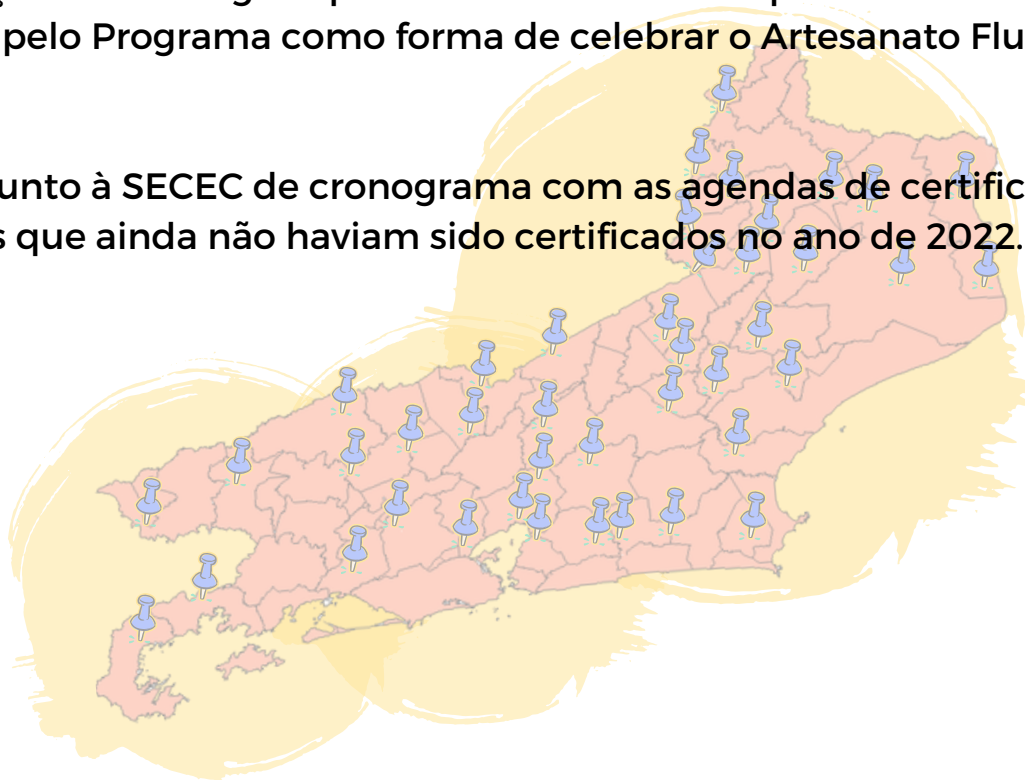 pelo Programa como forma de celebrar o Artesanato Flu
unto à SECEC de cronograma com as agendas de certific
s que ainda não haviam sido certificados no ano de 2022.